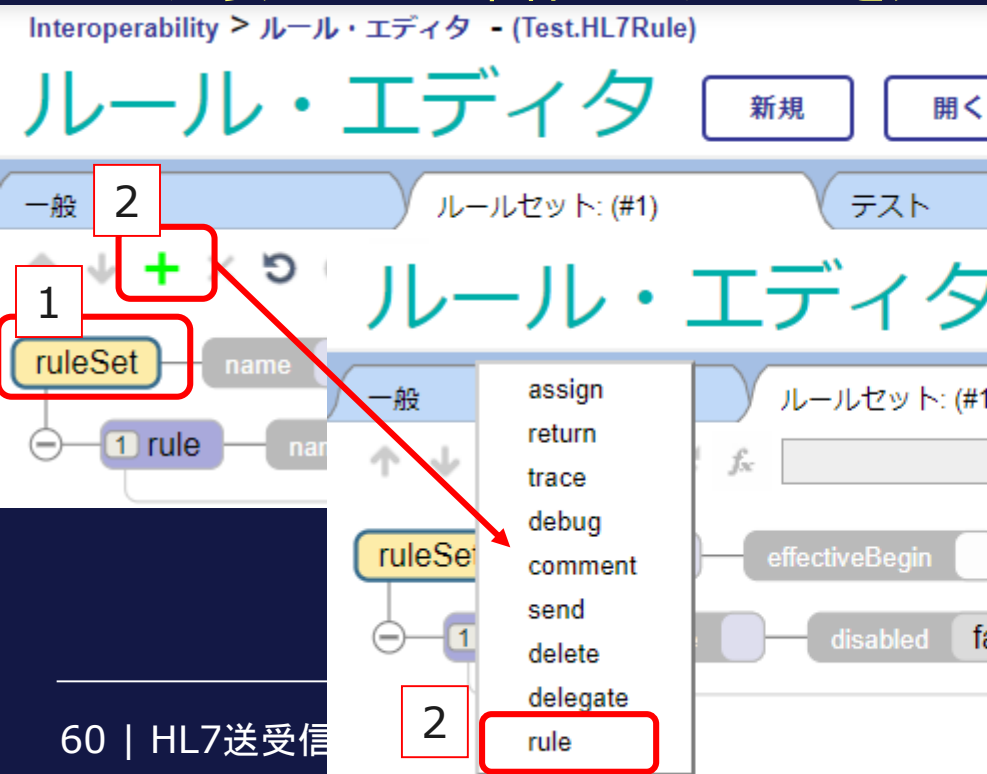 Interoperability > ルール・エディタ - (Test.HL7Rule)
ルール・エディタ 新規 開く
一般 2 ルールセット: (#1) テスト
1
ruleSet name
1 rule
ルール・エディタ
一般 ルールセット: (#1
assign
return
trace
debug
comment
send
delete
delegate
rule
fx
ruleSet effectiveBegin
1 disabled
2
60 | HL7送受信